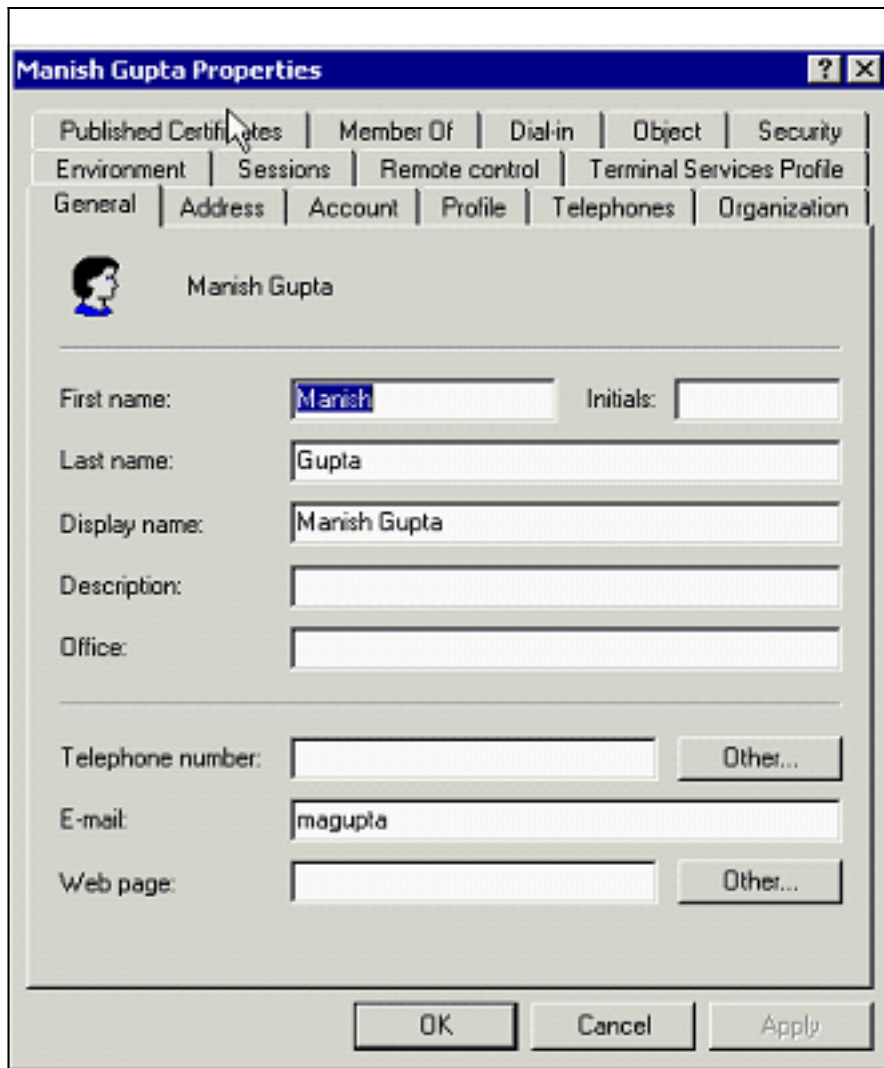 Manish Gupta Properties
Published Certificates Member Of Dial-in Object Security
Environment Sessions Remote control Terminal Services Profile
General Address Account Profile Telephones Organization
Manish Gupta
First name: Manish Initials:
Last name: Gupta
Display name: Manish Gupta
Description:
Office:
Telephone number: Other...
E-mail: magupta
Web page: Other...
OK Cancel Apply